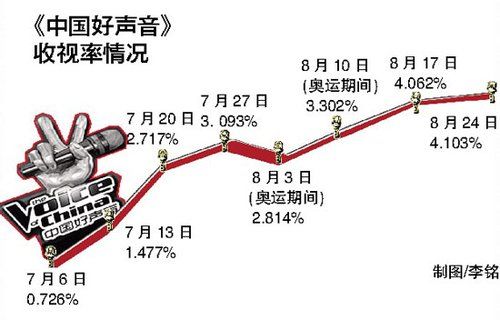 《中国好声音》
收视率情况
7月6日
0.726%
7月13日
1.477%
7月20日
2.717%
7月27日
3.093%
8月3日
(奥运期间)
2.814%
8月10日
(奥运期间)
3.302%
8月17日
4.062%
8月24日
4.103%
the
Voice
of China
中国好声音
制图/李铭